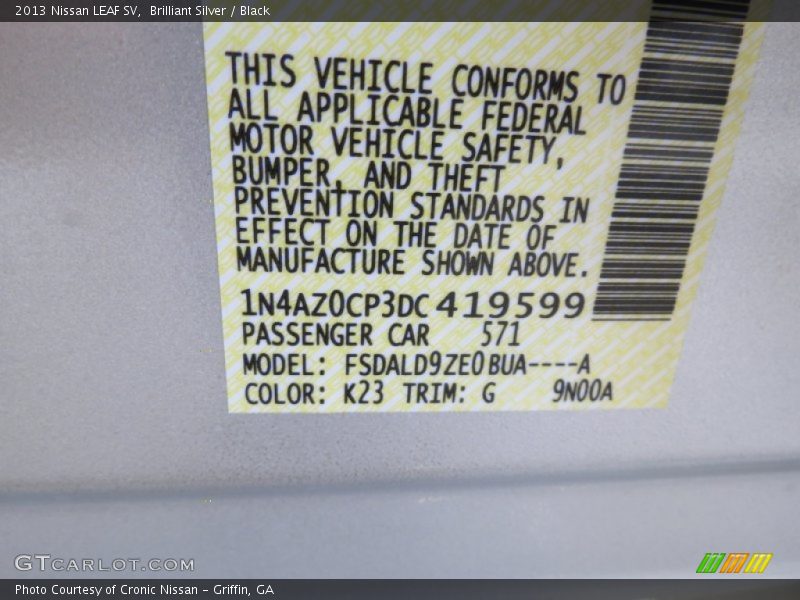 2013 Nissan LEAF SV,  Brilliant Silver / Black
THIS VEHICLE CONFORMS TO
ALL APPLICABLE FEDERAL
MOTOR VEHICLE SAFETY,
BUMPER, AND THEFT
PREVENTION STANDARDS IN
EFFECT ON THE DATE OF
MANUFACTURE SHOWN ABOVE.
1N4AZ0CP3DC419599
PASSENGER CAR 571
MODEL: FSDALD9ZE0BUA----A
COLOR: K23 TRIM: G 9N00A
GTCARLOT.COM
Photo Courtesy of Cronic Nissan - Griffin, GA